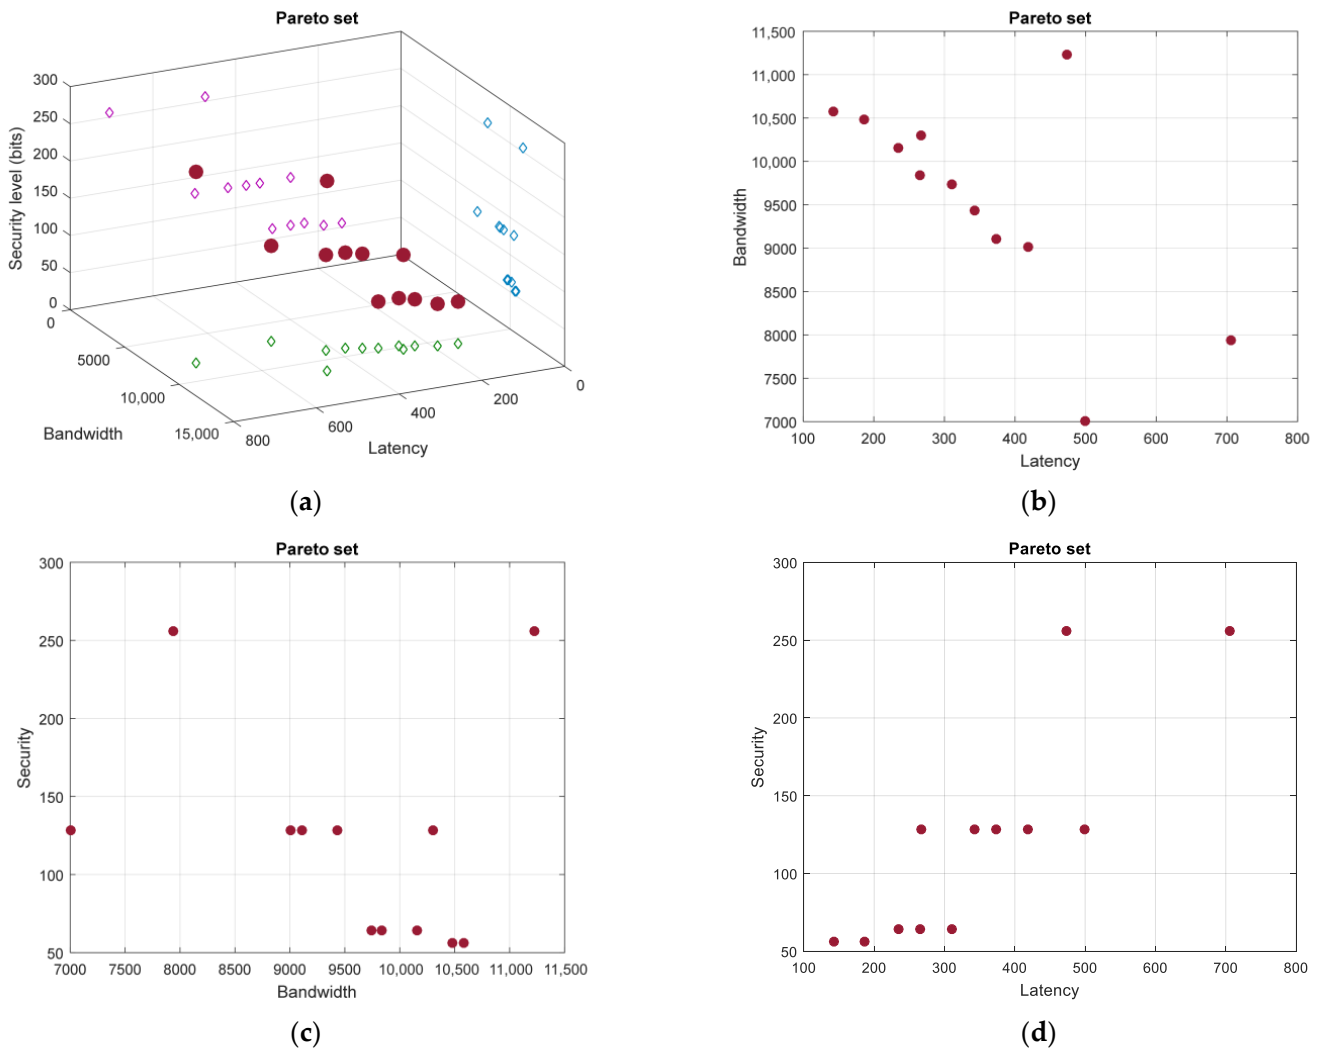 Pareto set
300
250
200
150
100
50
0
Security level (bits)
0
5000
10,000
15,000
Bandwidth
800
600
400
200
0
Latency
(a)
Pareto set
11,500
11,000
10,500
10,000
9500
9000
8500
8000
7500
7000
Bandwidth
100 200 300 400 500 600 700 800
Latency
(b)
Pareto set
300
250
200
150
100
50
Security
7000 7500 8000 8500 9000 9500 10,000 10,500 11,000 11,500
Bandwidth
(c)
Pareto set
300
250
200
150
100
50
Security
100 200 300 400 500 600 700 800
Latency
(d)